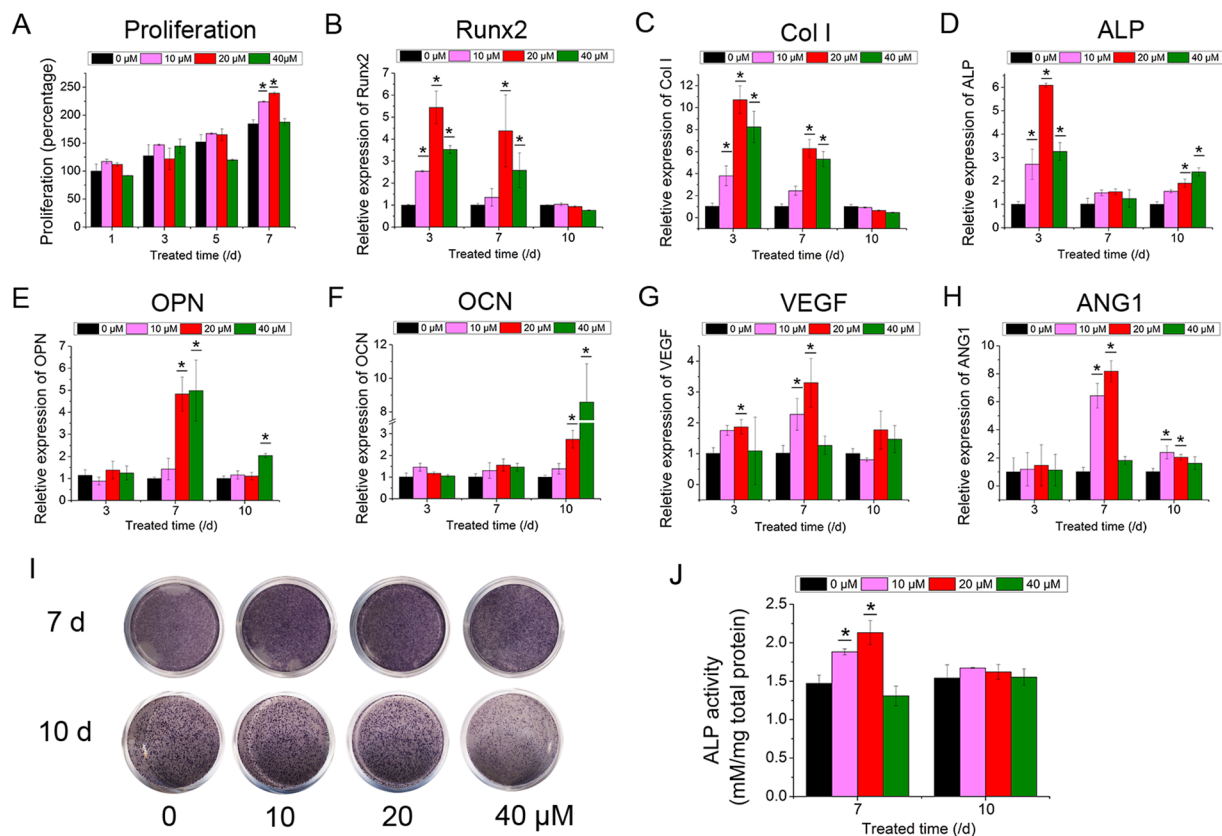 A Proliferation
0 µM 10 µM 20 µM 40µM
Proliferation (percentage)
250
200
150
100
50
0
1 3 5 7
* *
Treated time (/d)
B Runx2
0 µM 10 µM 20 µM 40 µM
Reletive expression of Runx2
7
6
5
4
3
2
1
0
* * * * *
3 7 10
Treated time (/d)
C Col I
0 µM 10 µM 20 µM 40 µM
Reletive expression of Col I
12
10
8
6
4
2
0
* * * * *
3 7 10
Treated time (/d)
D ALP
0 µM 10 µM 20 µM 40 µM
Reletive expression of ALP
6
5
4
3
2
1
0
* * * * *
3 7 10
Treated time (/d)
E OPN
0 µM 10 µM 20 µM 40 µM
Reletive expression of OPN
7
6
5
4
3
2
1
0
* * *
3 7 10
Treated time (/d)
F OCN
0 µM 10 µM 20 µM 40 µM
Reletive expression of OCN
12
8
4
3
2
1
0
* *
3 7 10
Treated time (/d)
G VEGF
0 µM 10 µM 20 µM 40 µM
Reletive expression of VEGF
4
3
2
1
0
* * *
3 7 10
Treated time (/d)
H ANG1
0 µM 10 µM 20 µM 40 µM
Reletive expression of ANG1
10
8
6
4
2
0
* * * *
3 7 10
Treated time (/d)
I
7 d
10 d
0 10 20 40 µM
J
0 µM 10 µM 20 µM 40 µM
ALP activity
(mM/mg total protein)
2.5
2.0
1.5
1.0
0.5
0.0
* *
7 10
Treated time (/d)